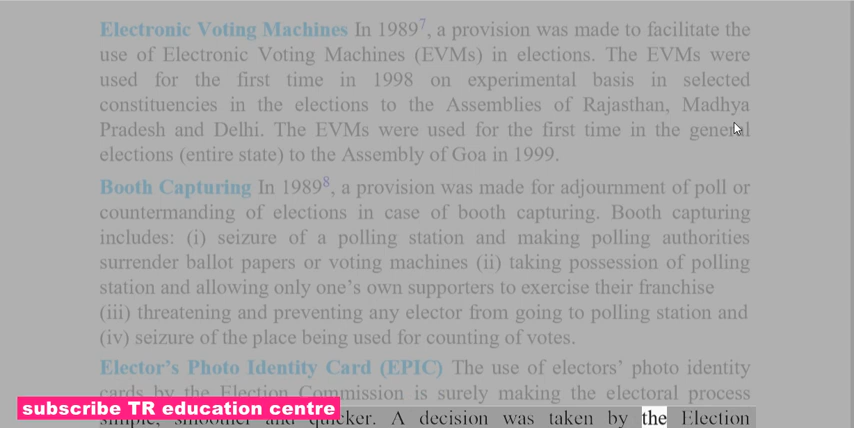 Electronic Voting Machines In 1989⁷, a provision was made to facilitate the
use of Electronic Voting Machines (EVMs) in elections. The EVMs were
used for the first time in 1998 on experimental basis in selected
constituencies in the elections to the Assemblies of Rajasthan, Madhya
Pradesh and Delhi. The EVMs were used for the first time in the general
elections (entire state) to the Assembly of Goa in 1999.
Booth Capturing In 1989⁸, a provision was made for adjournment of poll or
countermanding of elections in case of booth capturing. Booth capturing
includes: (i) seizure of a polling station and making polling authorities
surrender ballot papers or voting machines (ii) taking possession of polling
station and allowing only one’s own supporters to exercise their franchise
(iii) threatening and preventing any elector from going to polling station and
(iv) seizure of the place being used for counting of votes.
Elector’s Photo Identity Card (EPIC) The use of electors’ photo identity
cards by the Election Commission is surely making the electoral process
simple, smoother and quicker. A decision was taken by the Election
subscribe TR education centre